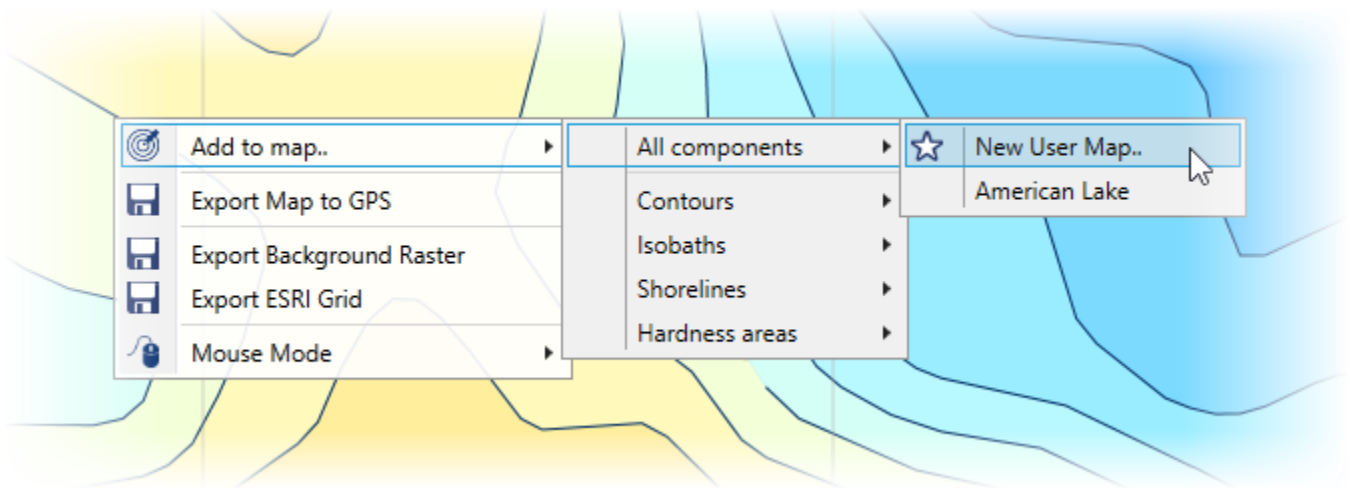 Add to map..
Export Map to GPS
Export Background Raster
Export ESRI Grid
Mouse Mode
All components
Contours
Isobaths
Shorelines
Hardness areas
New User Map..
American Lake